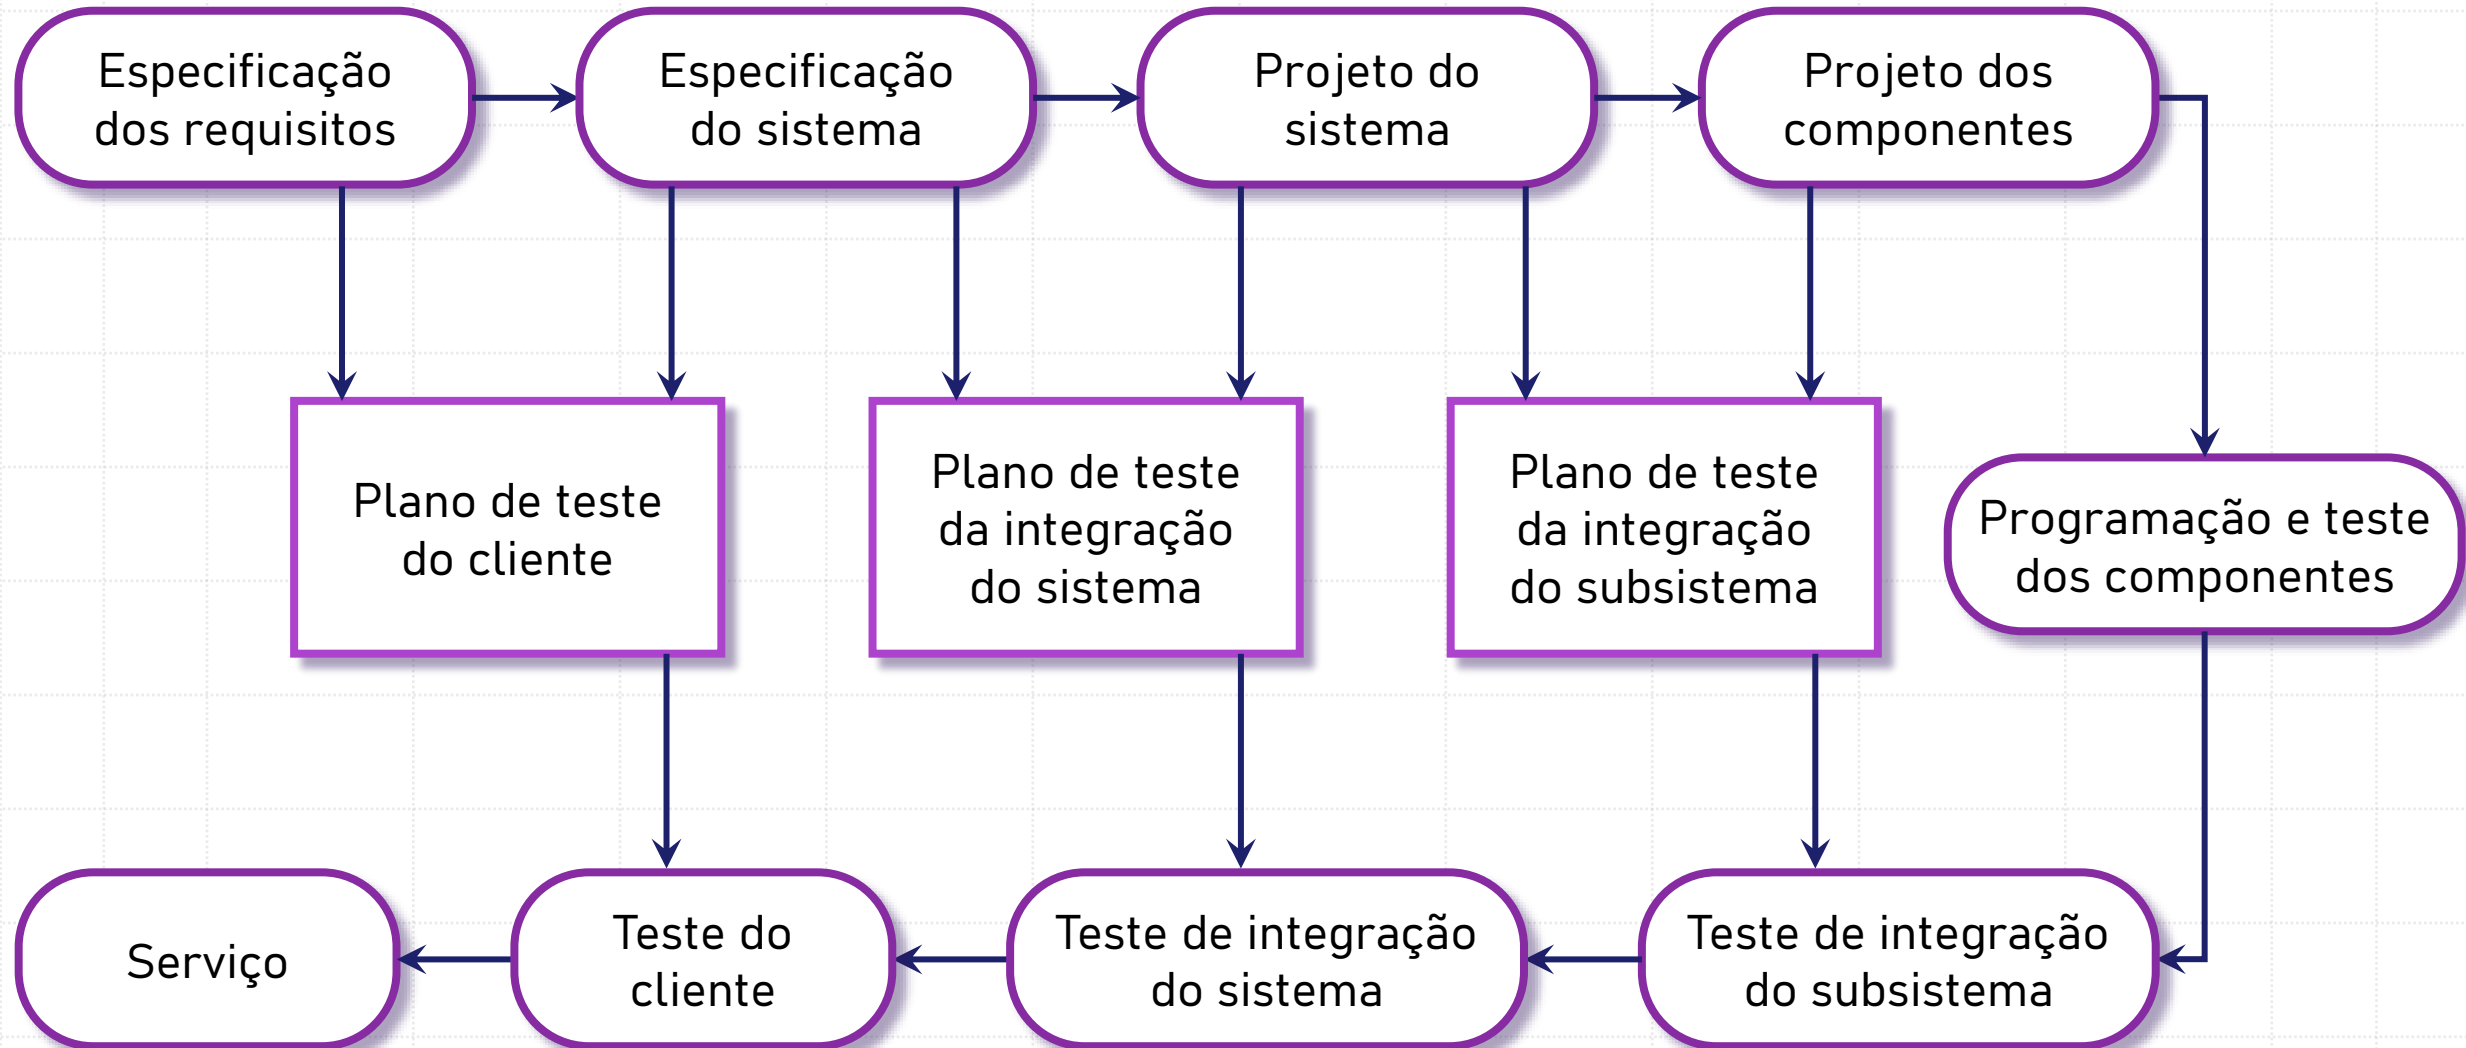 Especificação
dos requisitos
Especificação
do sistema
Projeto do
sistema
Projeto dos
componentes
Plano de teste
do cliente
Plano de teste
da integração
do sistema
Plano de teste
da integração
do subsistema
Programação e teste
dos componentes
Serviço
Teste do
cliente
Teste de integração
do sistema
Teste de integração
do subsistema